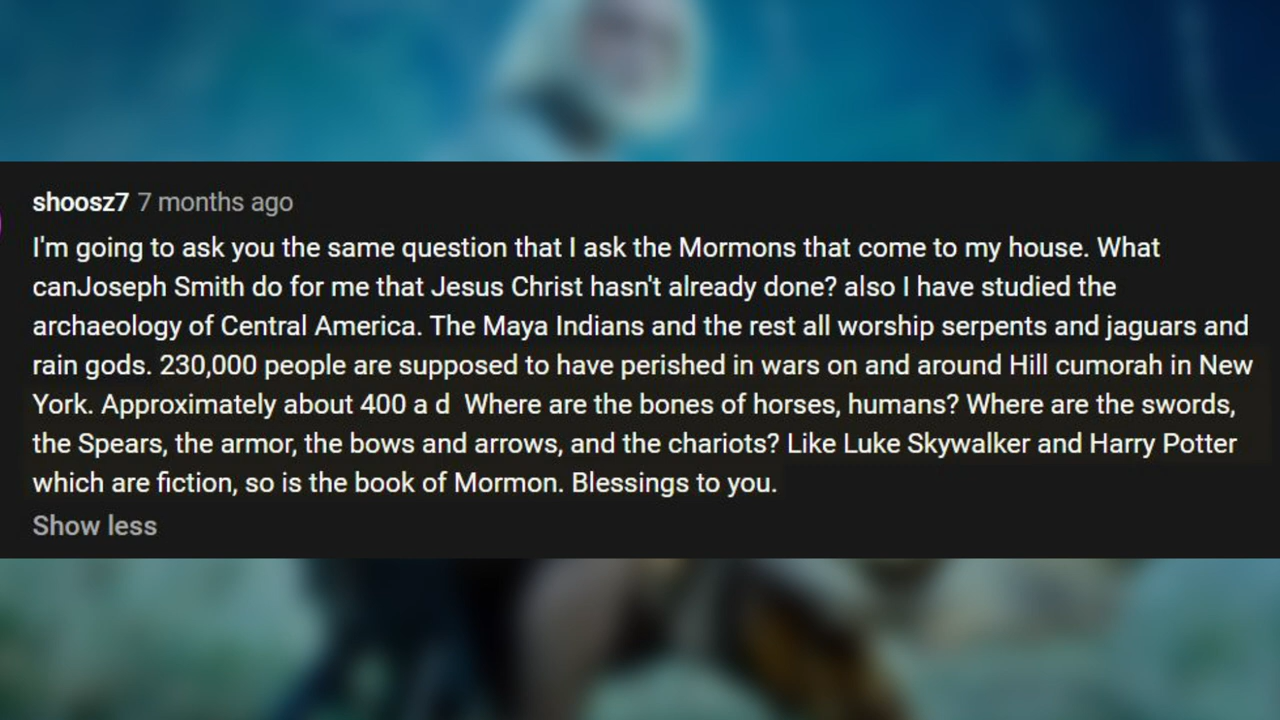 shoosz7 7 months ago
I'm going to ask you the same question that I ask the Mormons that come to my house. What
canJoseph Smith do for me that Jesus Christ hasn't already done? also I have studied the
archaeology of Central America. The Maya Indians and the rest all worship serpents and jaguars and
rain gods. 230,000 people are supposed to have perished in wars on and around Hill cumorah in New
York. Approximately about 400 a d  Where are the bones of horses, humans? Where are the swords,
the Spears, the armor, the bows and arrows, and the chariots? Like Luke Skywalker and Harry Potter
which are fiction, so is the book of Mormon. Blessings to you.
Show less